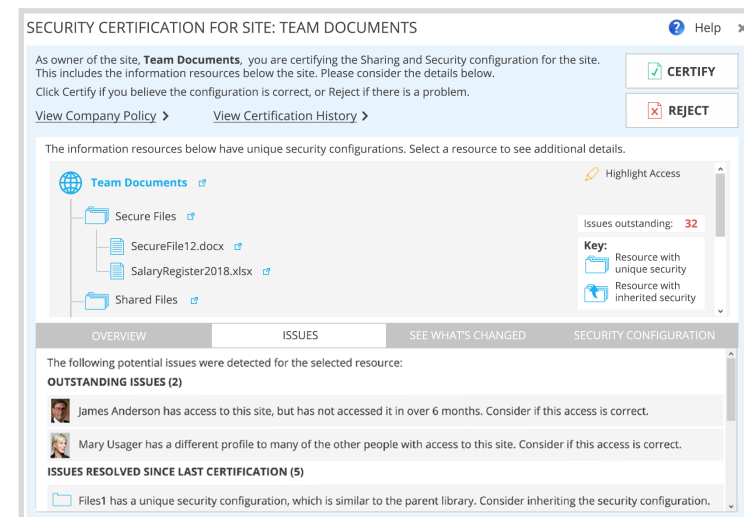 SECURITY CERTIFICATION FOR SITE: TEAM DOCUMENTS
Help
As owner of the site, Team Documents, you are certifying the Sharing and Security configuration for the site.
This includes the information resources below the site. Please consider the details below.
Click Certify if you believe the configuration is correct, or Reject if there is a problem.
CERTIFY
REJECT
View Company Policy >
View Certification History >
The information resources below have unique security configurations. Select a resource to see additional details.
Team Documents
Highlight Access
Secure Files
Issues outstanding: 32
SecureFile12.docx
Key:
Resource with
unique security
SalaryRegister2018.xlsx
Resource with
inherited security
Shared Files
OVERVIEW
ISSUES
SEE WHAT'S CHANGED
SECURITY CONFIGURATION
The following potential issues were detected for the selected resource:
OUTSTANDING ISSUES (2)
James Anderson has access to this site, but has not accessed it in over 6 months. Consider if this access is correct.
Mary Usager has a different profile to many of the other people with access to this site. Consider if this access is correct.
ISSUES RESOLVED SINCE LAST CERTIFICATION (5)
Files1 has a unique security configuration, which is similar to the parent library. Consider inheriting the security configuration.